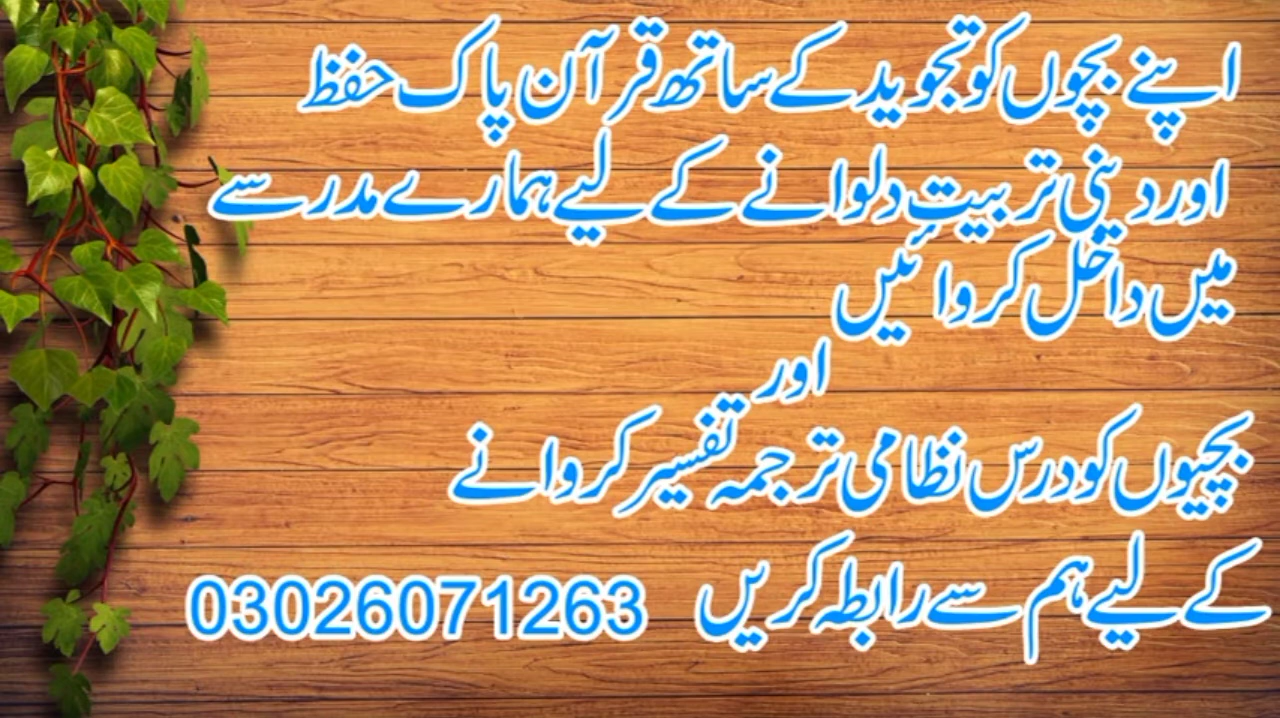 اپنے بچوں کو تجوید کے ساتھ قرآن پاک حفظ
اور دینی تربیت دلوانے کے لیے ہمارے مدرسے
میں داخل کروائیں
اور
بچیوں کو درس نظامی ترجمہ تفسیر کروانے
کے لیے ہم سے رابطہ کریں 03026071263